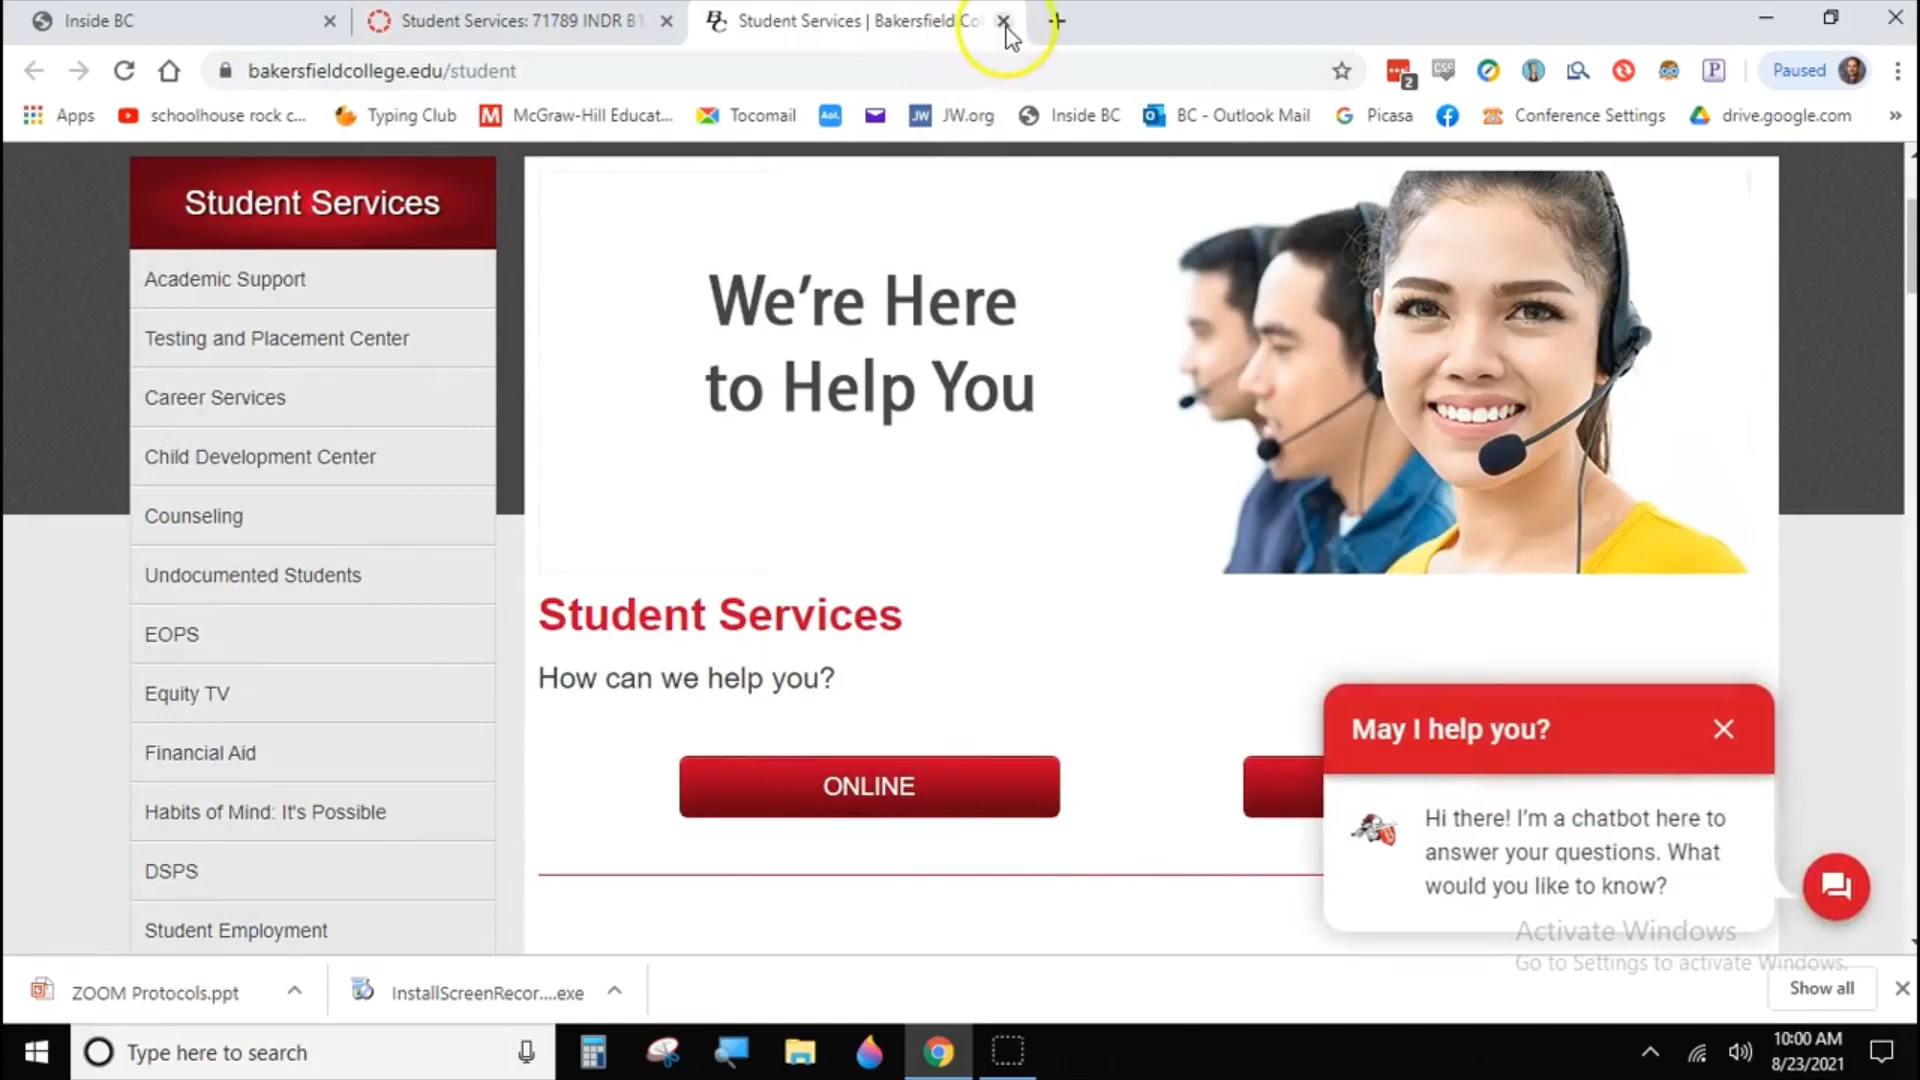 Inside BC
Student Services: 71789 INDR B1
Student Services | Bakersfield Co
bakersfieldcollege.edu/student
2
CSS
P
Paused
Apps
schoolhouse rock c...
Typing Club
M
McGraw-Hill Educat...
Tocomail
Aol.
JW
JW.org
Inside BC
BC - Outlook Mail
Picasa
Conference Settings
drive.google.com
»
Student Services
Academic Support
Testing and Placement Center
Career Services
Child Development Center
Counseling
Undocumented Students
EOPS
Equity TV
Financial Aid
Habits of Mind: It's Possible
DSPS
Student Employment
We're Here
to Help You
Student Services
How can we help you?
ONLINE
May I help you?
Hi there! I'm a chatbot here to
answer your questions. What
would you like to know?
Activate Windows
Go to Settings to activate Windows.
ZOOM Protocols.ppt
InstallScreenRecor....exe
Show all
Type here to search
10:00 AM
8/23/2021